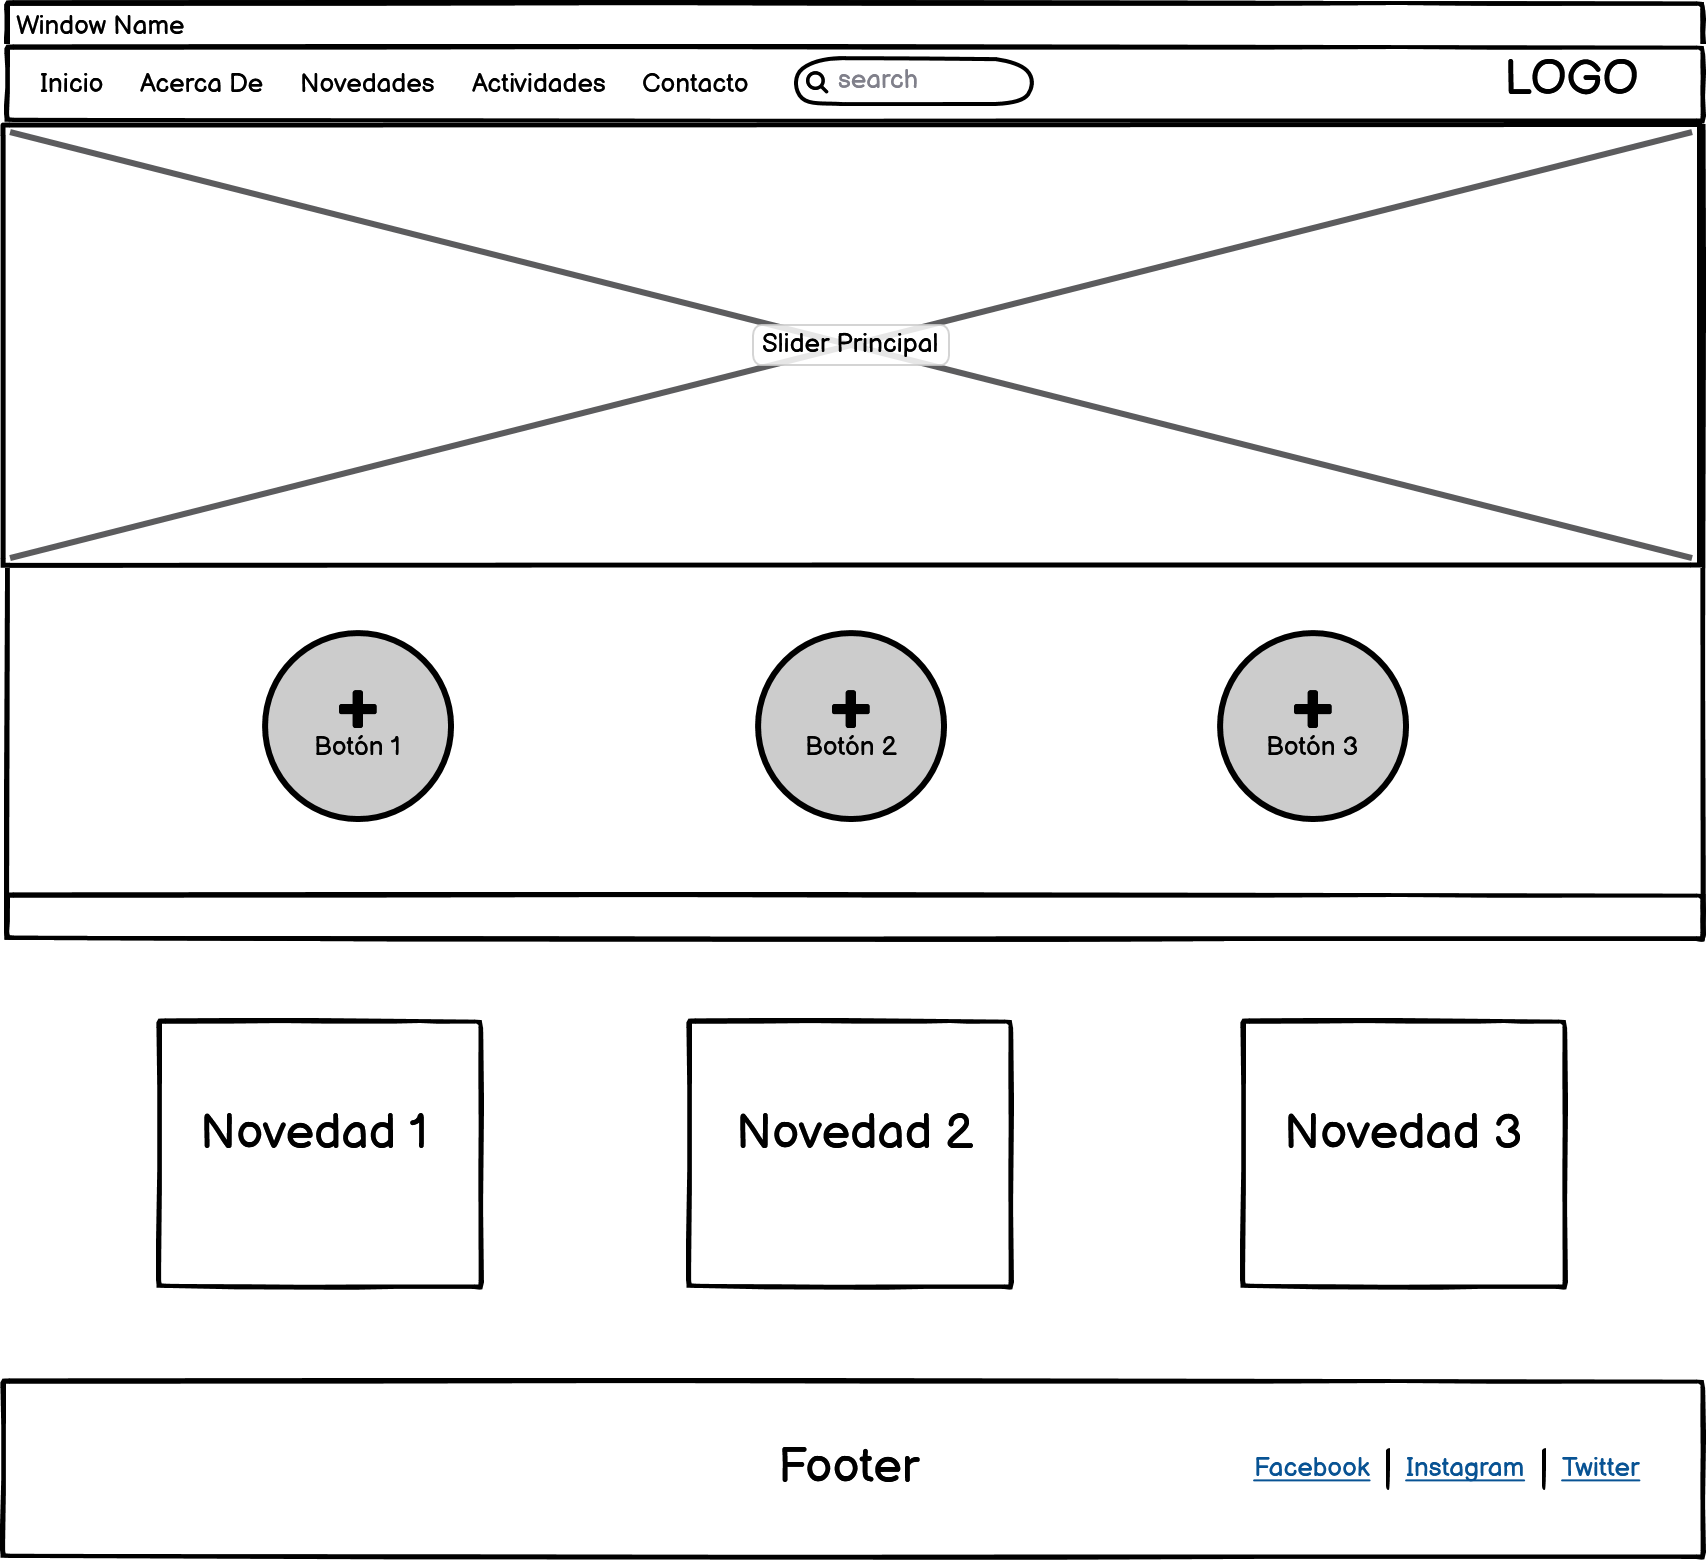 Window Name
Inicio Acerca De Novedades Actividades Contacto search LOGO
Slider Principal
Botón 1 Botón 2 Botón 3
Novedad 1 Novedad 2 Novedad 3
Footer Facebook Instagram Twitter